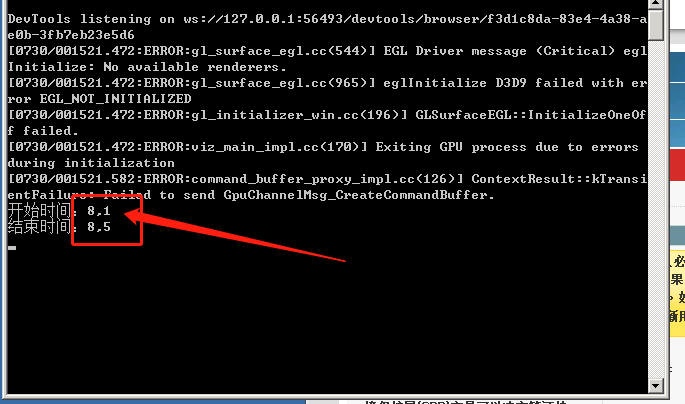 DevTools listening on ws://127.0.0.1:56493/devtools/browser/f3d1c8da-83e4-4a38-a
e0b-3fb7eb23e5d6
[0730/001521.472:ERROR:gl_surface_egl.cc(544)] EGL Driver message (Critical) egl
Initialize: No available renderers.
[0730/001521.472:ERROR:gl_surface_egl.cc(965)] eglInitialize D3D9 failed with er
ror EGL_NOT_INITIALIZED
[0730/001521.472:ERROR:gl_initializer_win.cc(196)] GLSurfaceEGL::InitializeOneOf
f failed.
[0730/001521.472:ERROR:viz_main_impl.cc(170)] Exiting GPU process due to errors
during initialization
[0730/001521.582:ERROR:command_buffer_proxy_impl.cc(126)] ContextResult::kTransi
entFailure: Failed to send GpuChannelMsg_CreateCommandBuffer.
开始时间：8,1
结束时间：8,5
必
果